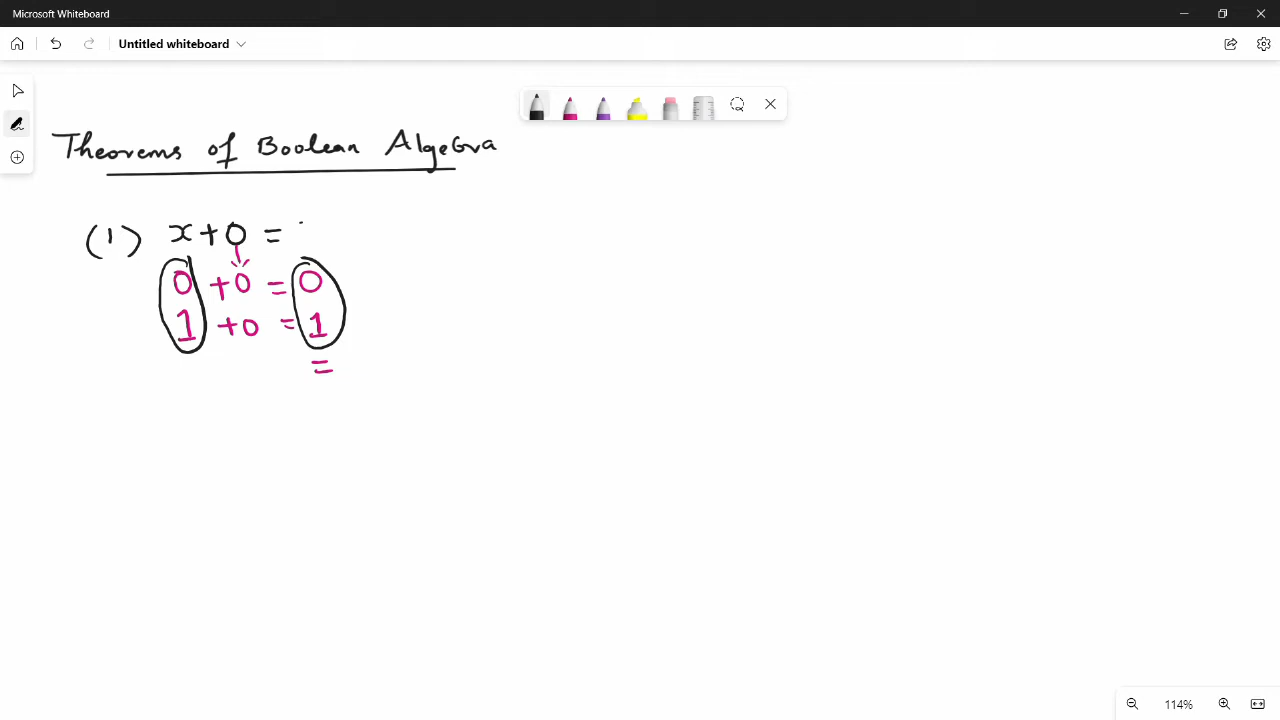 Microsoft Whiteboard
Untitled whiteboard
Theorems of Boolean Algebra
(1) x + 0 =
0 + 0 = 0
1 + 0 = 1
=
114%